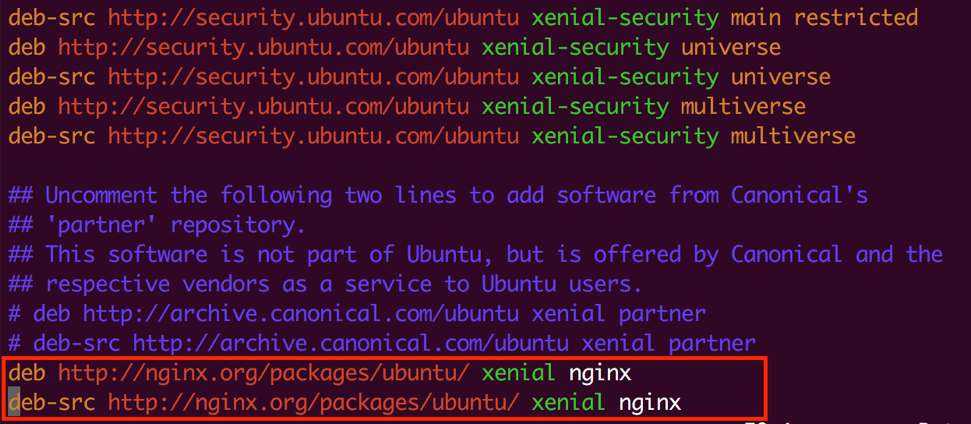 deb-src http://security.ubuntu.com/ubuntu xenial-security main restricted
deb http://security.ubuntu.com/ubuntu xenial-security universe
deb-src http://security.ubuntu.com/ubuntu xenial-security universe
deb http://security.ubuntu.com/ubuntu xenial-security multiverse
deb-src http://security.ubuntu.com/ubuntu xenial-security multiverse
## Uncomment the following two lines to add software from Canonical's
## 'partner' repository.
## This software is not part of Ubuntu, but is offered by Canonical and the
## respective vendors as a service to Ubuntu users.
# deb http://archive.canonical.com/ubuntu xenial partner
# deb-src http://archive.canonical.com/ubuntu xenial partner
deb http://nginx.org/packages/ubuntu/ xenial nginx
deb-src http://nginx.org/packages/ubuntu/ xenial nginx